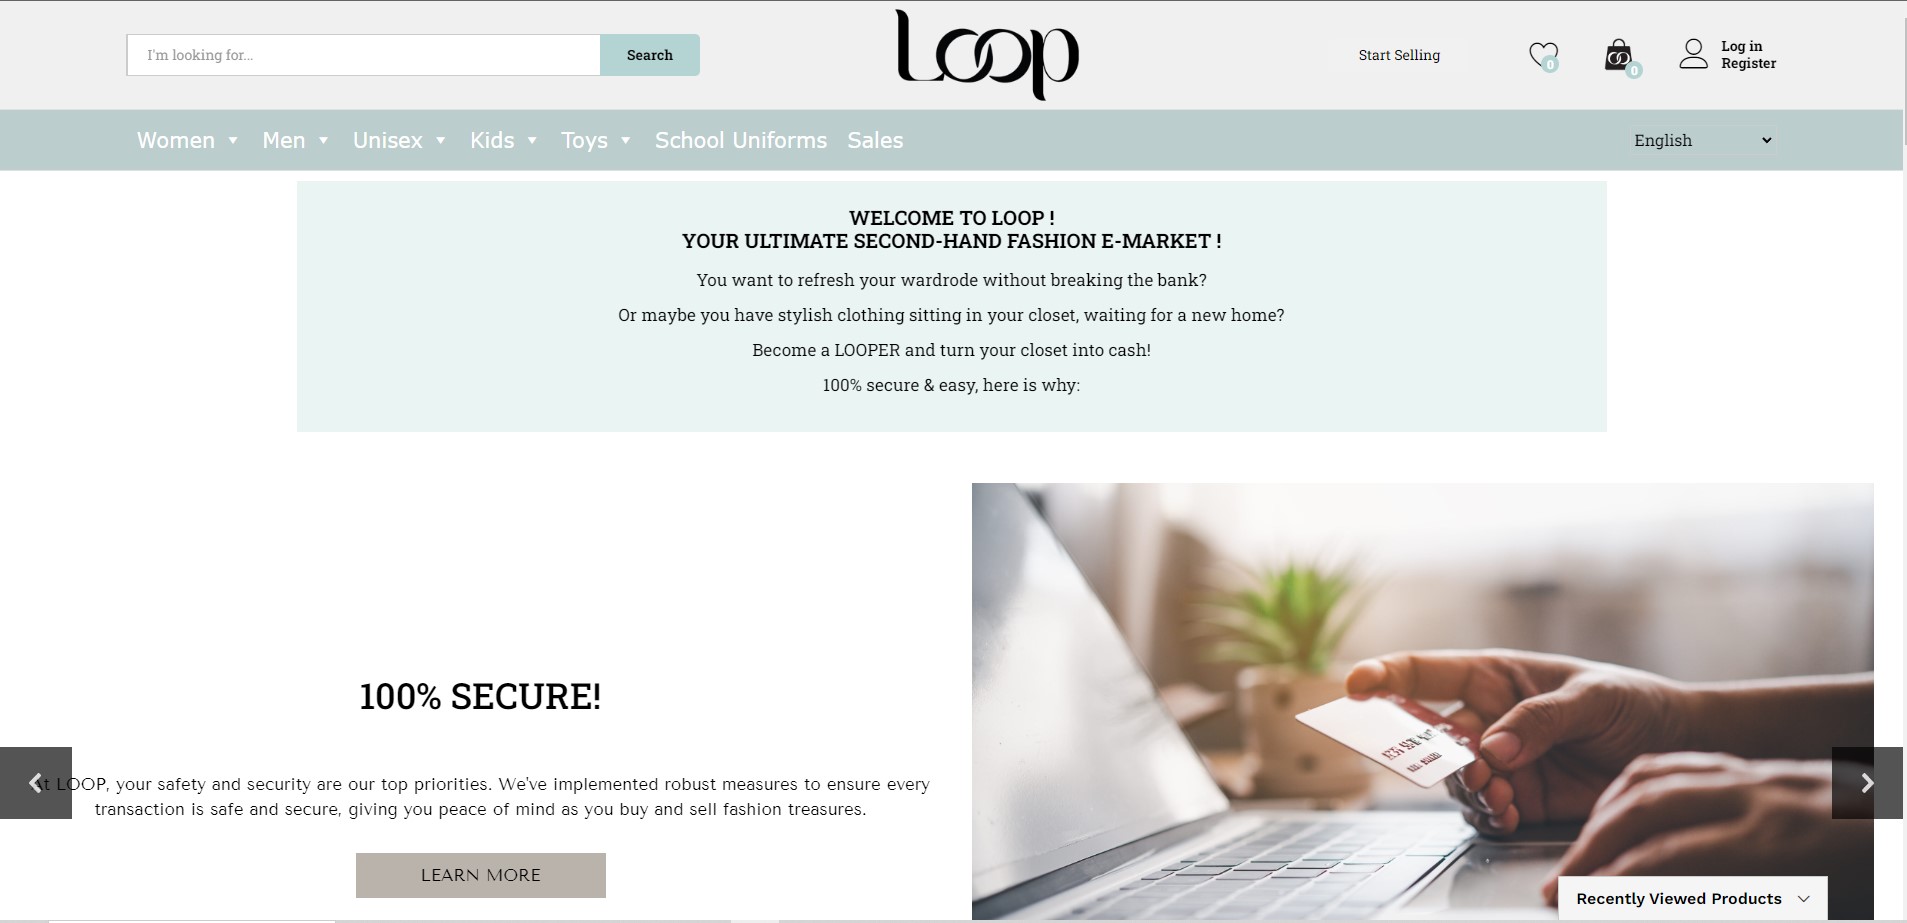 I'm looking for...
Search
Loop
Start Selling
0
0
Log in
Register
Women
Men
Unisex
Kids
Toys
School Uniforms
Sales
English
WELCOME TO LOOP !
YOUR ULTIMATE SECOND-HAND FASHION E-MARKET !
You want to refresh your wardrode without breaking the bank?
Or maybe you have stylish clothing sitting in your closet, waiting for a new home?
Become a LOOPER and turn your closet into cash!
100% secure & easy, here is why:
100% SECURE!
At LOOP, your safety and security are our top priorities. We've implemented robust measures to ensure every
transaction is safe and secure, giving you peace of mind as you buy and sell fashion treasures.
LEARN MORE
Recently Viewed Products